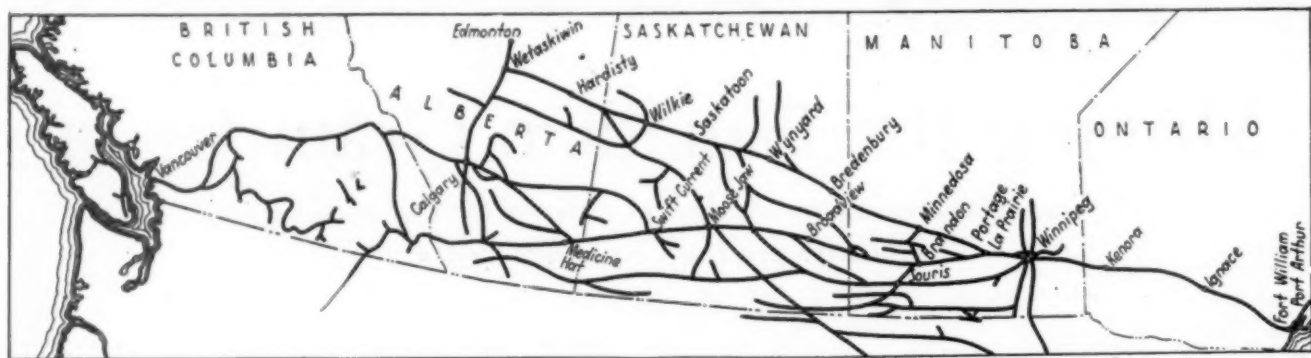 BRITISH
COLUMBIA
ALBERTA
SASKATCHEWAN
MANITOBA
ONTARIO
Edmonton
Wetaskiwin
Hardisty
Wilkie
Saskatoon
Wynyard
Bredenbury
Minnedosa
Portage
La Prairie
Winnipeg
Vancouver
Calgary
Medicine
Hat
Swift Current
Moose Jaw
Broadview
Brandon
Souris
Kenora
Ignace
Fort William
Port Arthur